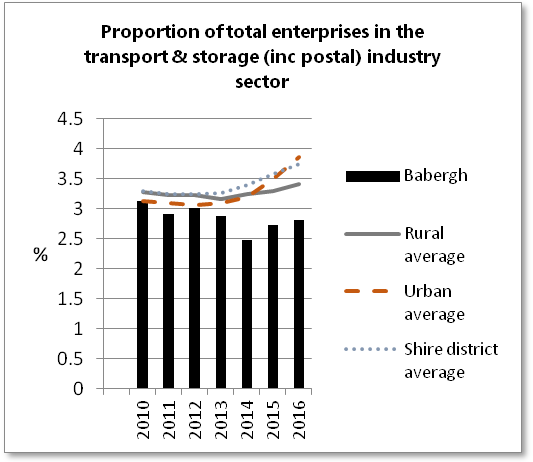 Proportion of total enterprises in the
transport & storage (inc postal) industry
sector
4.5
4
3.5
3
2.5
2
1.5
1
0.5
0
%
2010
2011
2012
2013
2014
2015
2016
Babergh
Rural
average
Urban
average
Shire district
average